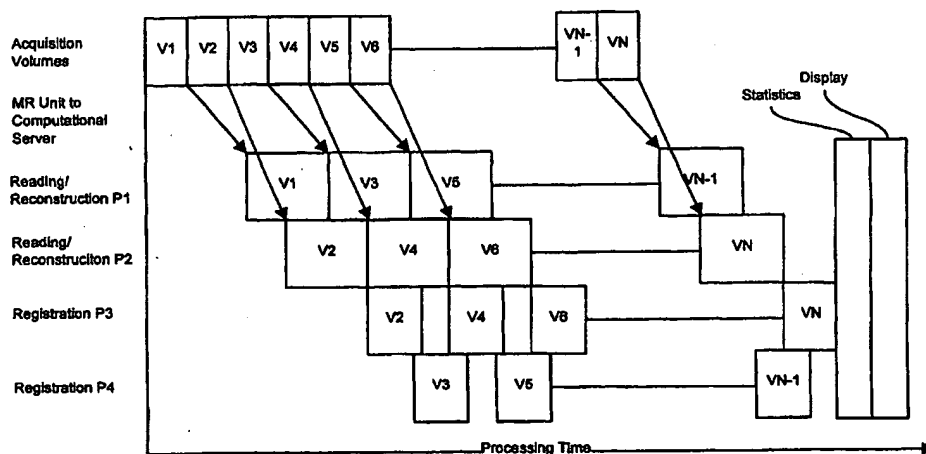 Acquisition
Volumes
V1 V2 V3 V4 V5 V6
VN-
1
VN
Display
Statistics
MR Unit to
Computational
Server
Reading/
Reconstruction P1
V1 V3 V5 VN-1
Reading/
Reconstruciton P2
V2 V4 V6 VN
Registration P3
V2 V4 V6 VN
Registration P4
V3 V5 VN-1
Processing Time